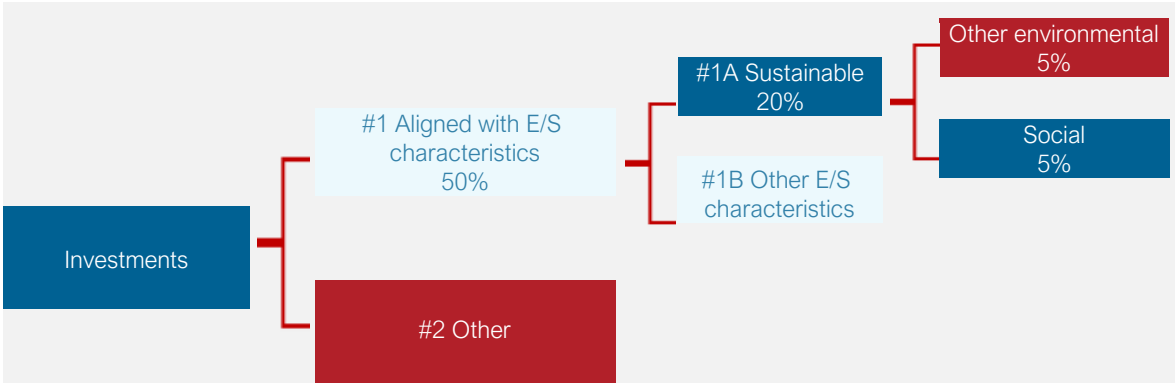 Investments
#1 Aligned with E/S
characteristics
50%
#2 Other
#1A Sustainable
20%
#1B Other E/S
characteristics
Other environmental
5%
Social
5%